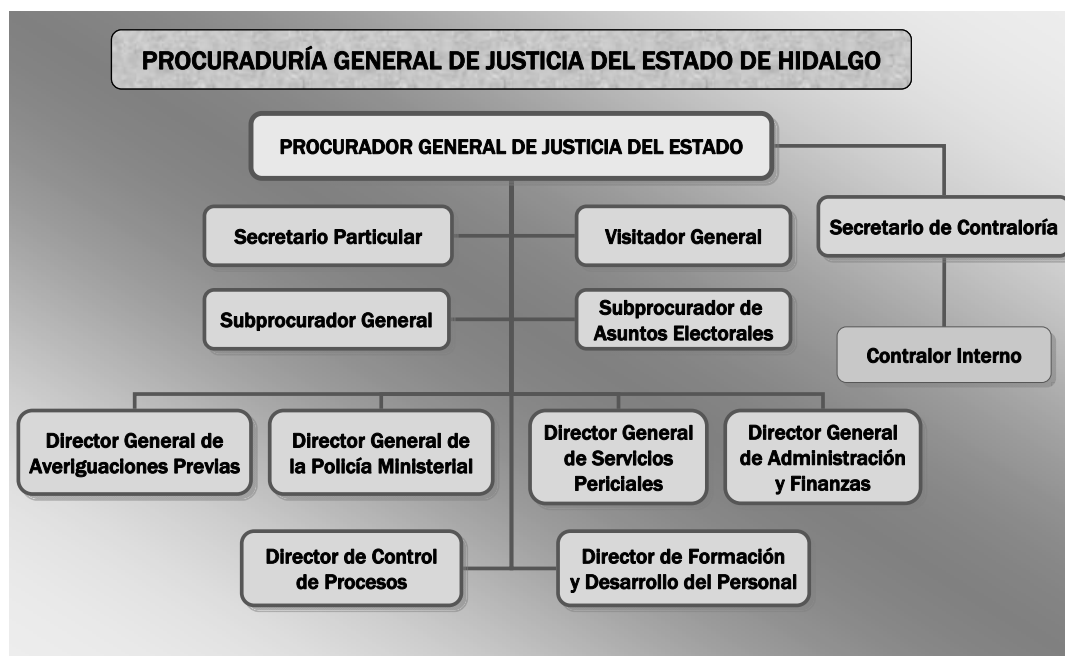 PROCURADURÍA GENERAL DE JUSTICIA DEL ESTADO DE HIDALGO
PROCURADOR GENERAL DE JUSTICIA DEL ESTADO
Secretario Particular
Visitador General
Secretario de Contraloría
Subprocurador General
Subprocurador de
Asuntos Electorales
Contralor Interno
Director General de
Averiguaciones Previas
Director General de
la Policía Ministerial
Director General
de Servicios
Periciales
Director General
de Administración
y Finanzas
Director de Control
de Procesos
Director de Formación
y Desarrollo del Personal